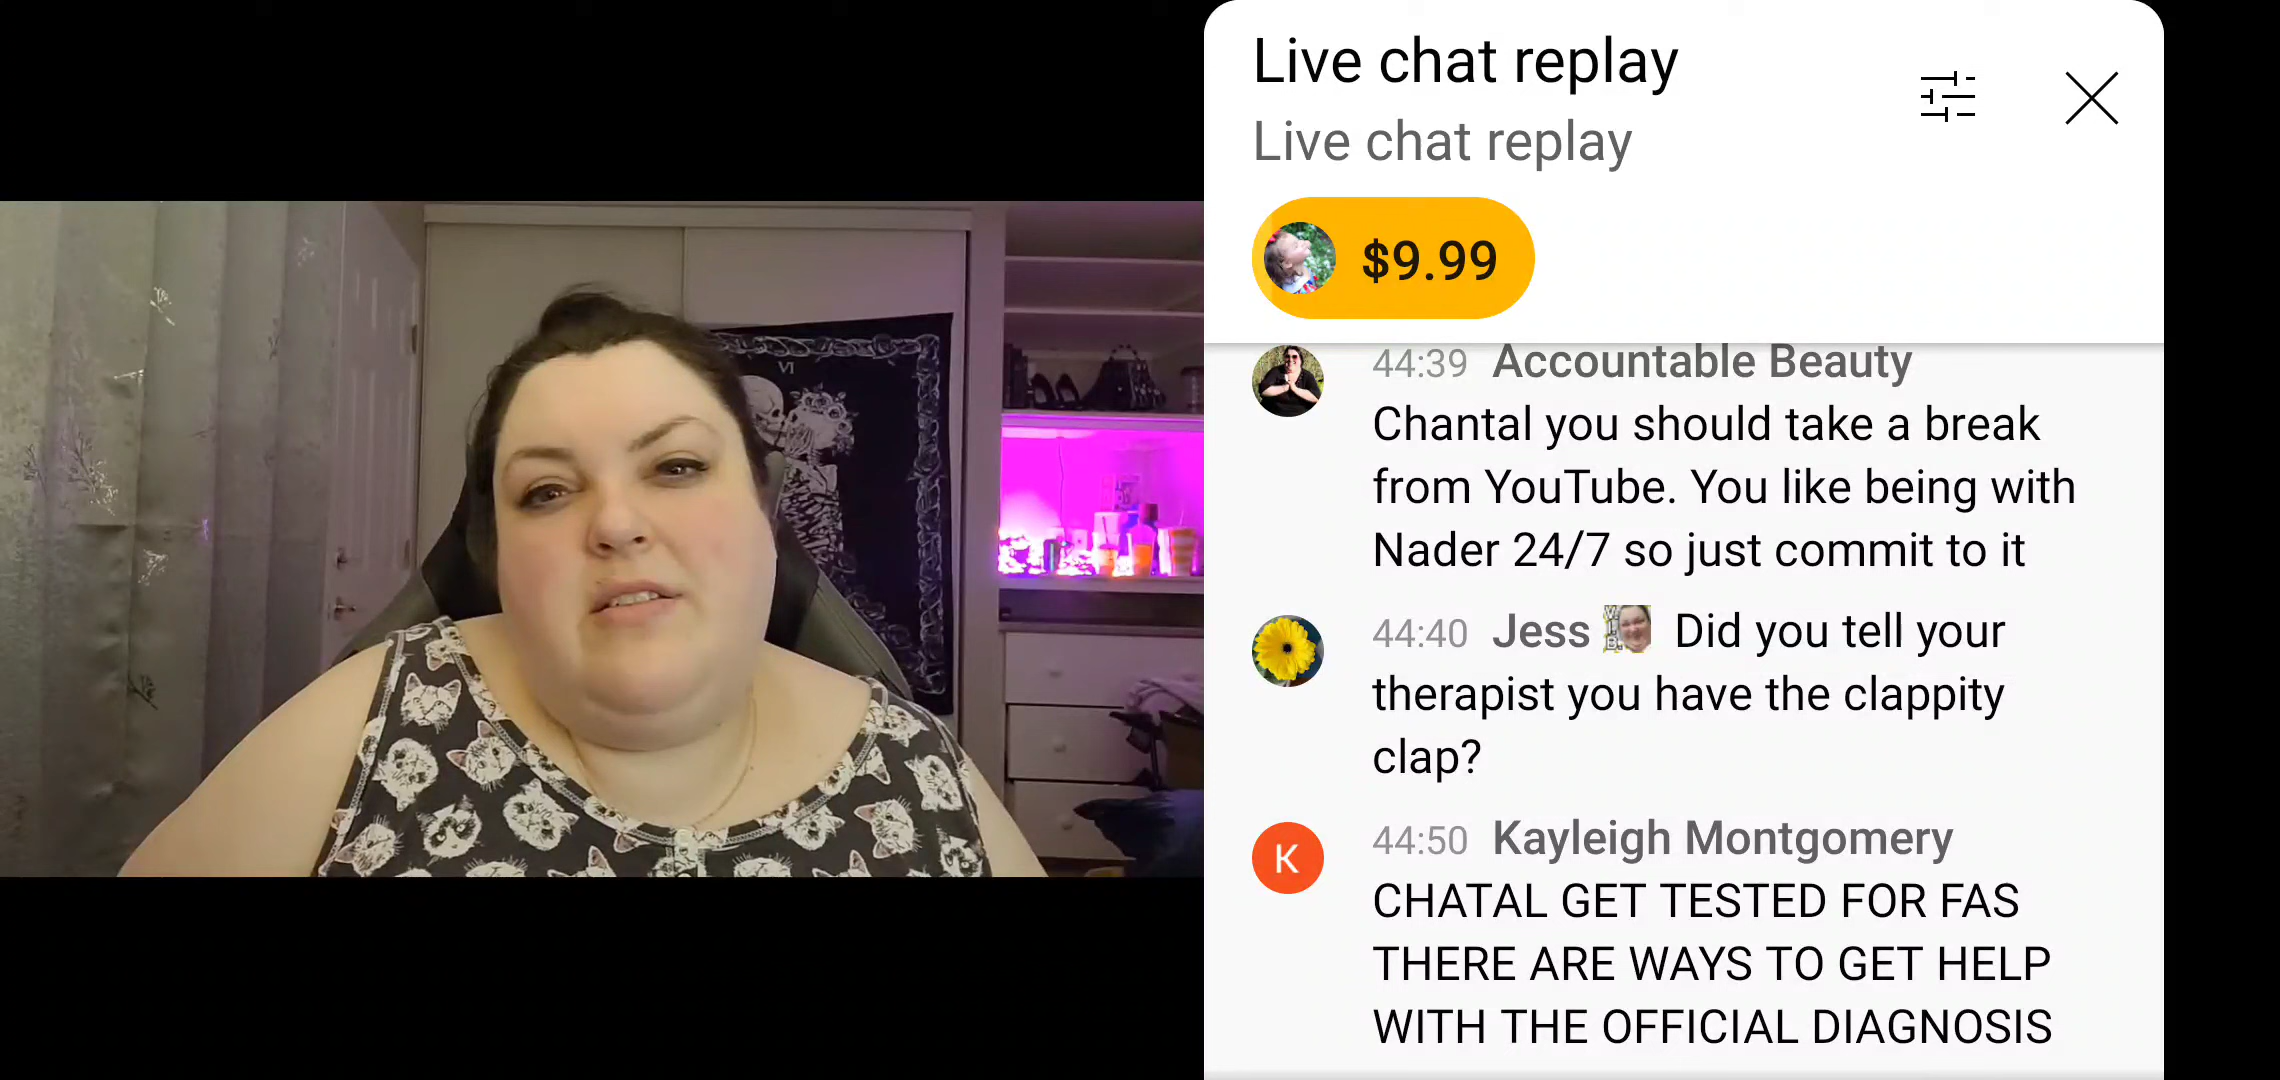 Live chat replay
Live chat replay
$9.99
44:39 Accountable Beauty
Chantal you should take a break
from YouTube. You like being with
Nader 24/7 so just commit to it
44:40 Jess Did you tell your
therapist you have the clappity
clap?
K
44:50 Kayleigh Montgomery
CHATAL GET TESTED FOR FAS
THERE ARE WAYS TO GET HELP
WITH THE OFFICIAL DIAGNOSIS
VI